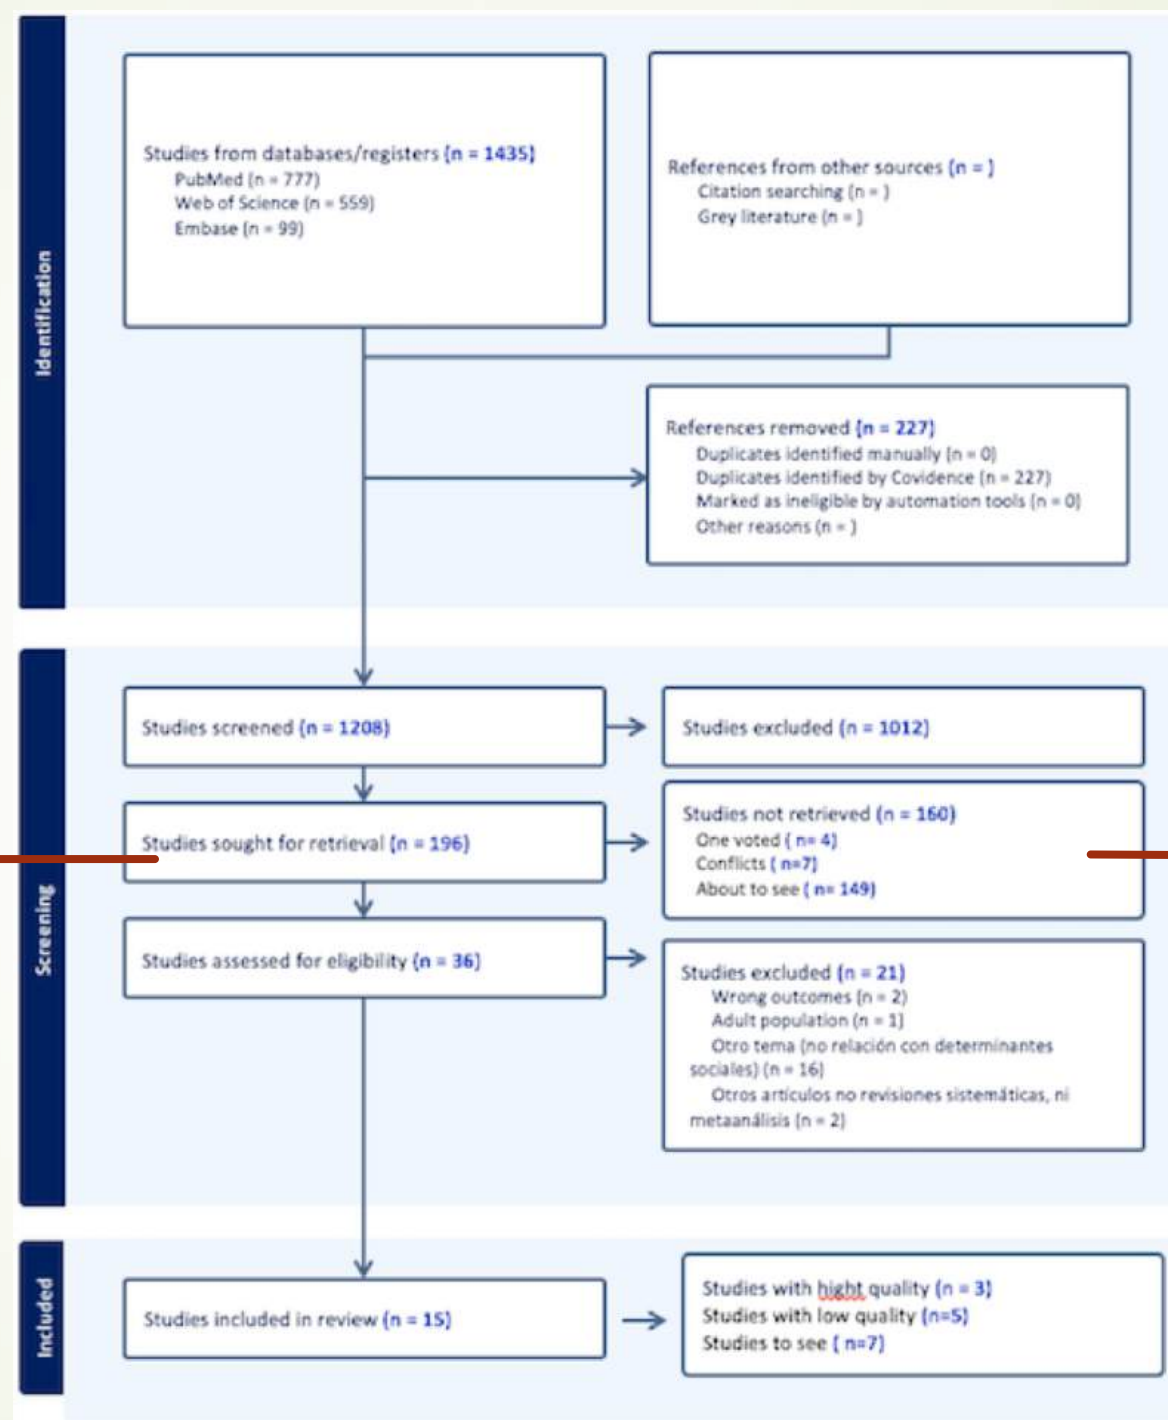 Identification
Studies from databases/registers (n = 1435)
PubMed (n = 777)
Web of Science (n = 559)
Embase (n = 99)
References from other sources (n = )
Citation searching (n = )
Grey literature (n = )
References removed (n = 227)
Duplicates identified manually (n = 0)
Duplicates identified by Covidence (n = 227)
Marked as ineligible by automation tools (n = 0)
Other reasons (n = )
Screening
Studies screened (n = 1208)
Studies excluded (n = 1012)
Studies sought for retrieval (n = 196)
Studies not retrieved (n = 160)
One voted ( n= 4)
Conflicts ( n=7)
About to see ( n= 149)
Studies assessed for eligibility (n = 36)
Studies excluded (n = 21)
Wrong outcomes (n = 2)
Adult population (n = 1)
Otro tema (no relación con determinantes
sociales) (n = 16)
Otros artículos no revisiones sistemáticas, ni
metaanálisis (n = 2)
Included
Studies included in review (n = 15)
Studies with hight quality (n = 3)
Studies with low quality (n=5)
Studies to see ( n=7)